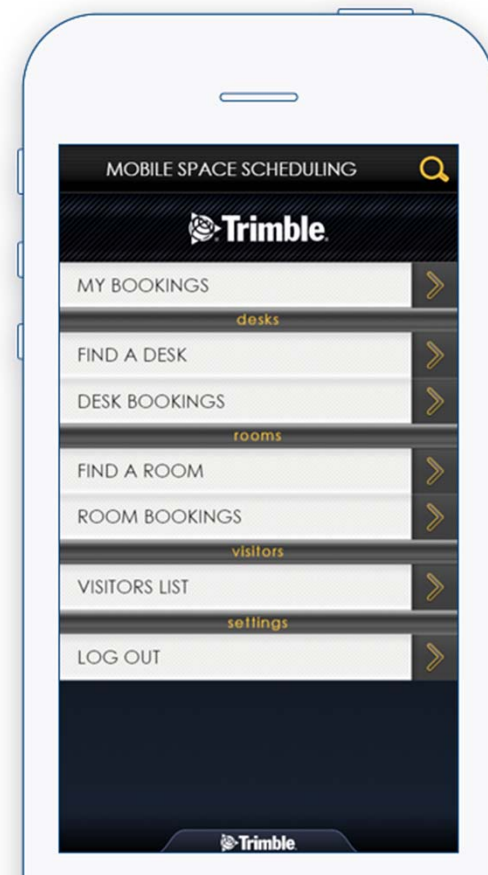 MOBILE SPACE SCHEDULING
Trimble
MY BOOKINGS
desks
FIND A DESK
DESK BOOKINGS
rooms
FIND A ROOM
ROOM BOOKINGS
visitors
VISITORS LIST
settings
LOG OUT
Trimble